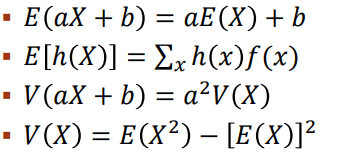 ▪ E(aX + b) = aE(X) + b
▪ E[h(X)] = ∑ₓ h(x)f(x)
▪ V(aX + b) = a²V(X)
▪ V(X) = E(X²) − [E(X)]²